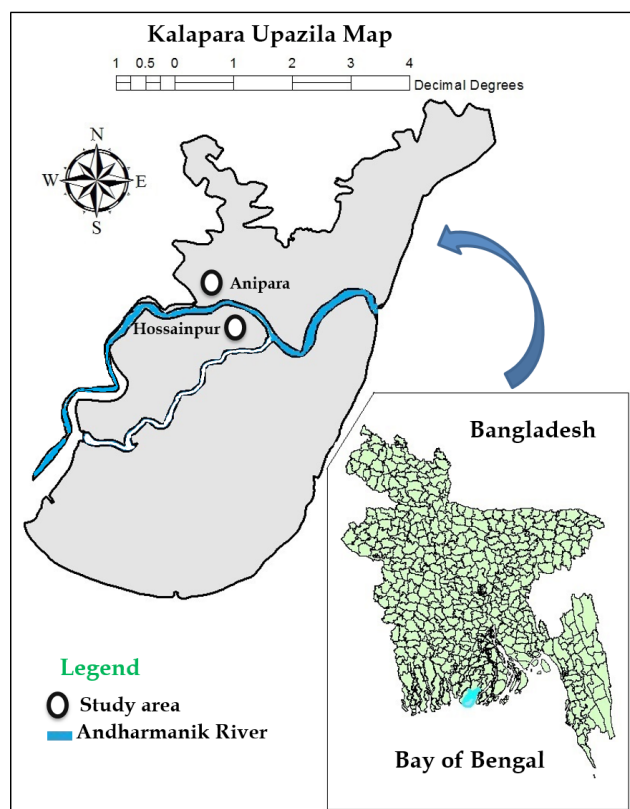 Kalapara Upazila Map
1 0.5 0 1 2 3 4
Decimal Degrees
N
W E
S
Anipara
Hossainpur
Bangladesh
Bay of Bengal
Legend
Study area
Andharmanik River